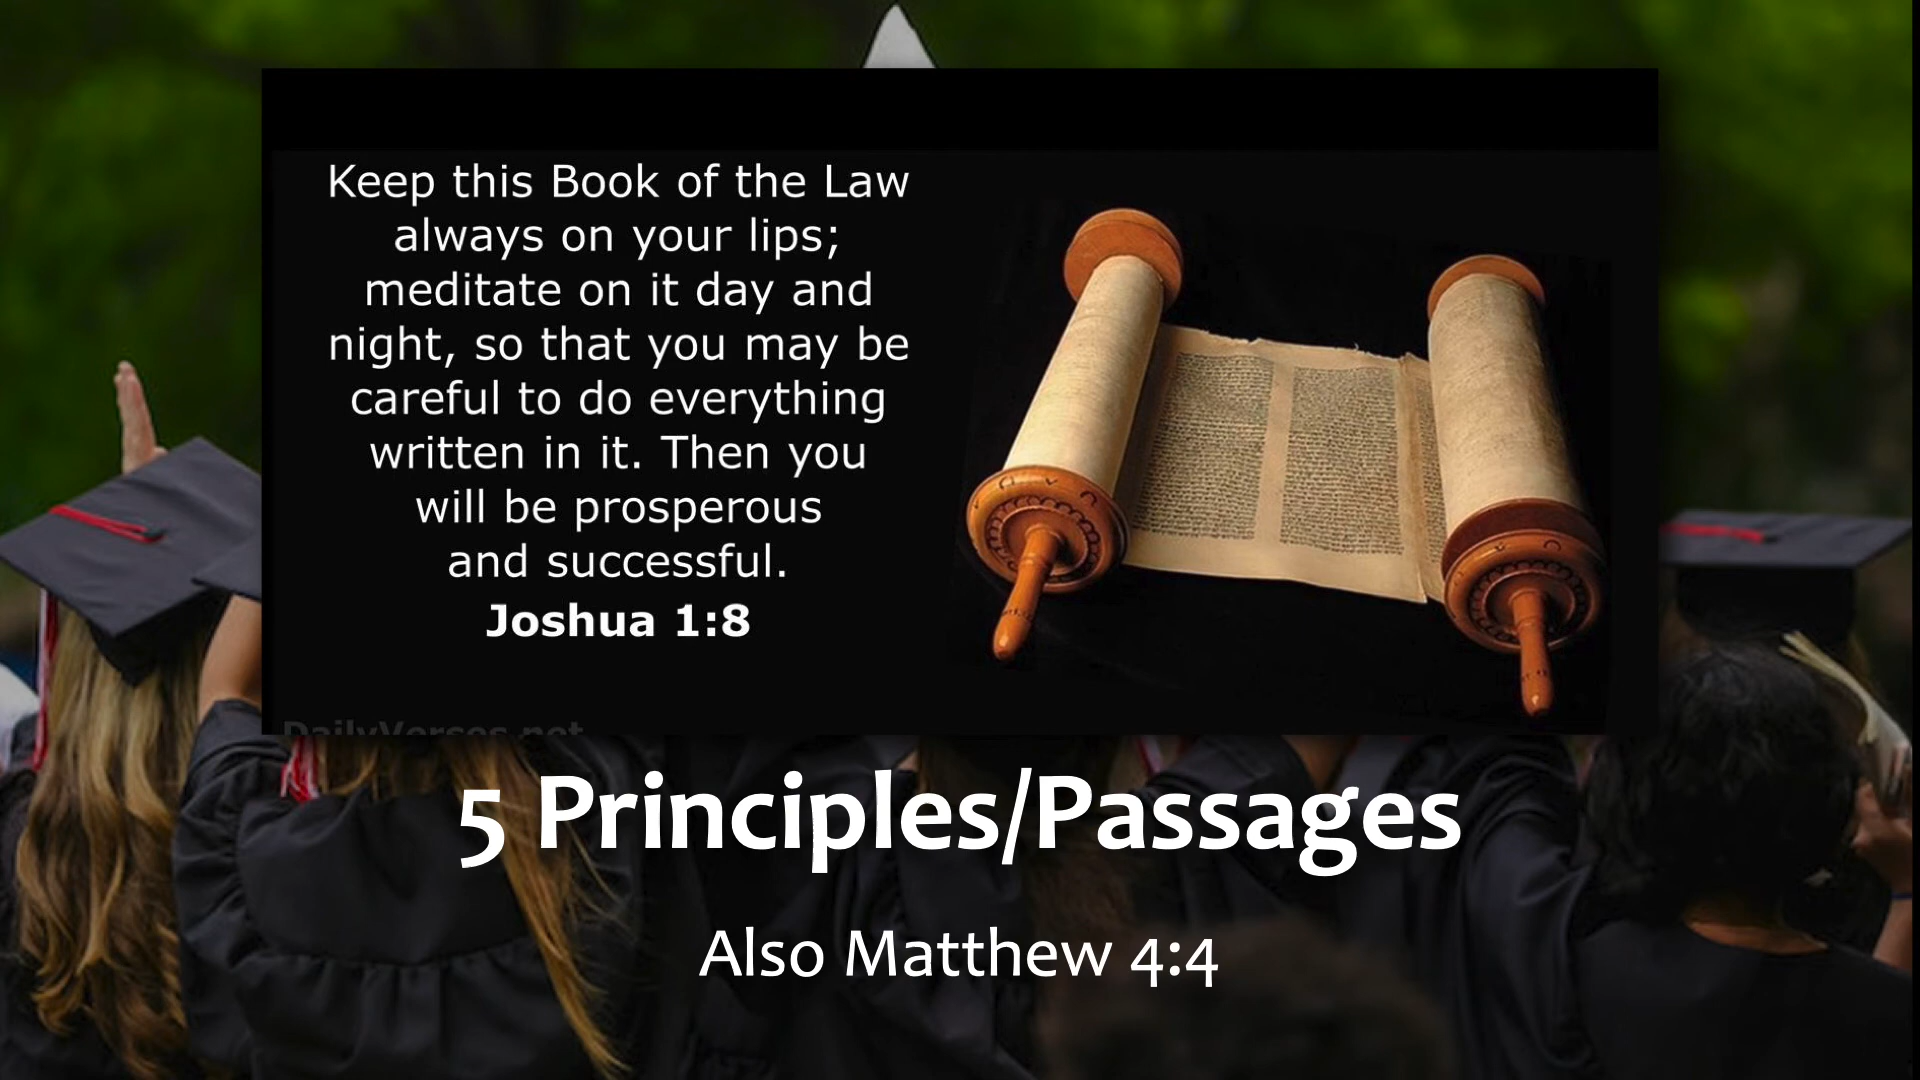 Keep this Book of the Law
always on your lips;
meditate on it day and
night, so that you may be
careful to do everything
written in it. Then you
will be prosperous
and successful.
Joshua 1:8
DailyVerses.net
5 Principles/Passages
Also Matthew 4:4